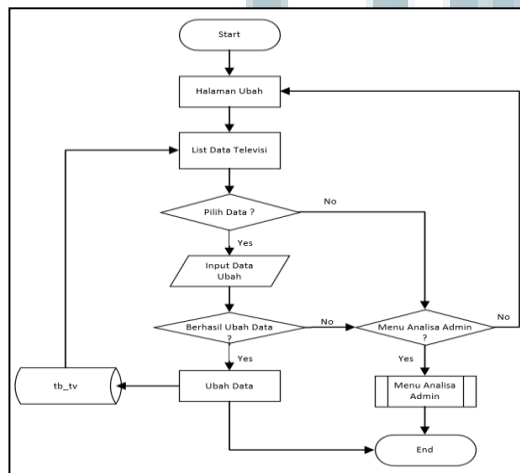 Start
Halaman Ubah
List Data Televisi
Pilih Data ?
No
Yes
Input Data
Ubah
Berhasil Ubah Data
?
No
Menu Analisa Admin
?
No
Yes
Yes
tb_tv
Ubah Data
Menu Analisa
Admin
End